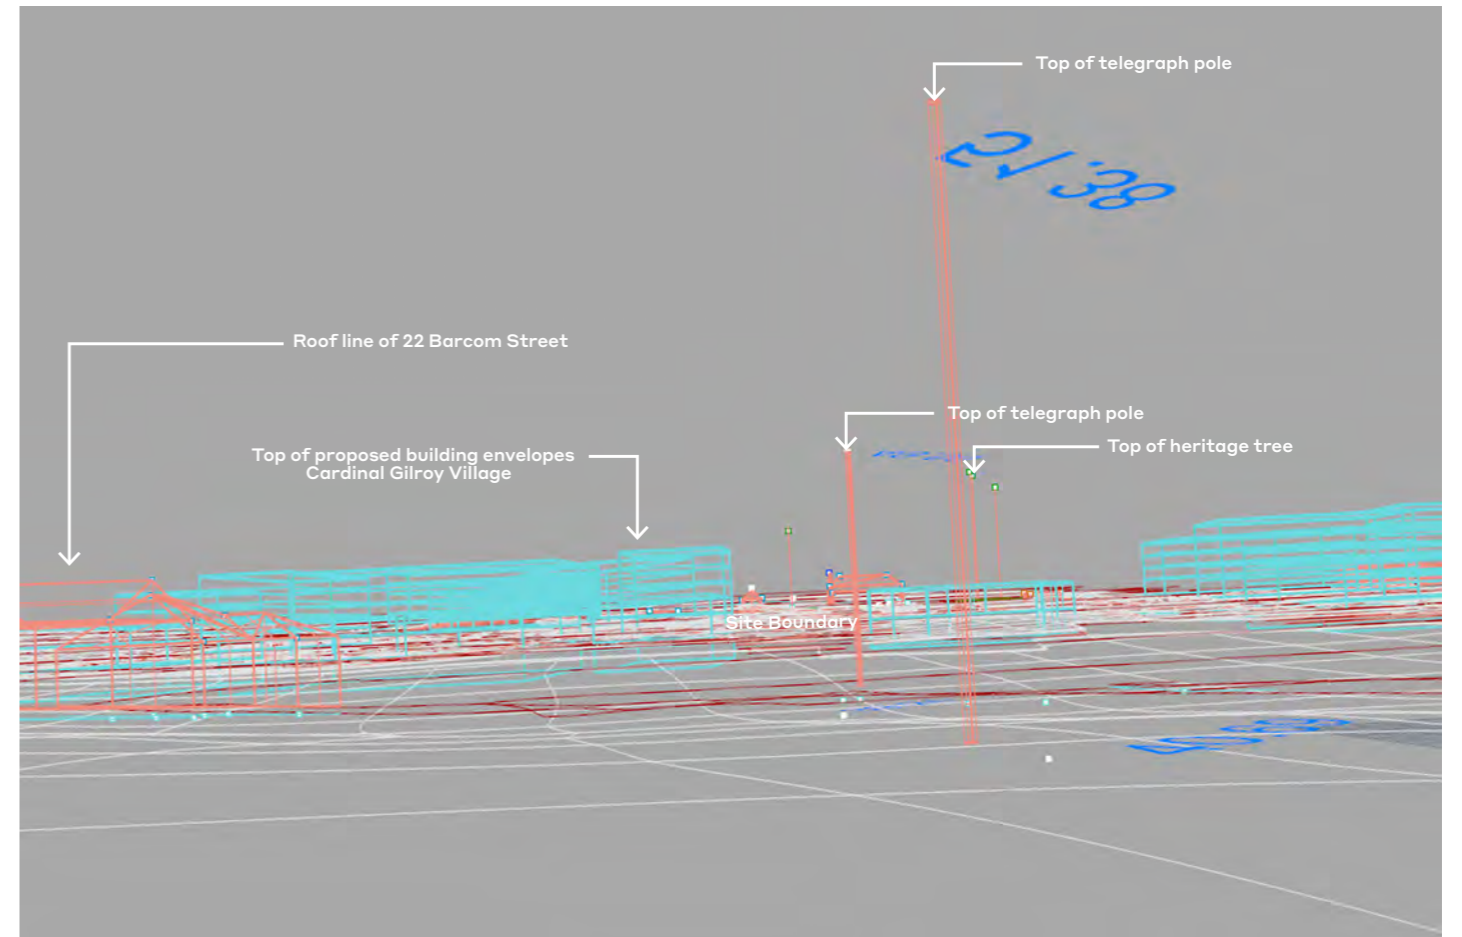 Top of telegraph pole
Roof line of 22 Barcom Street
Top of telegraph pole
Top of heritage tree
Top of proposed building envelopes
Cardinal Gilroy Village
Site Boundary